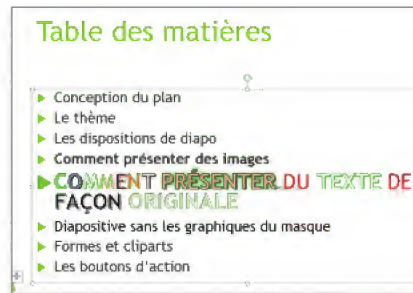 Table des matières
Conception du plan
Le thème
Les dispositions de diapo
Comment présenter des images
COMMENT PRÉSENTER DU TEXTE DE
FAÇON ORIGINALE
Diapositive sans les graphiques du masque
Formes et cliparts
Les boutons d'action